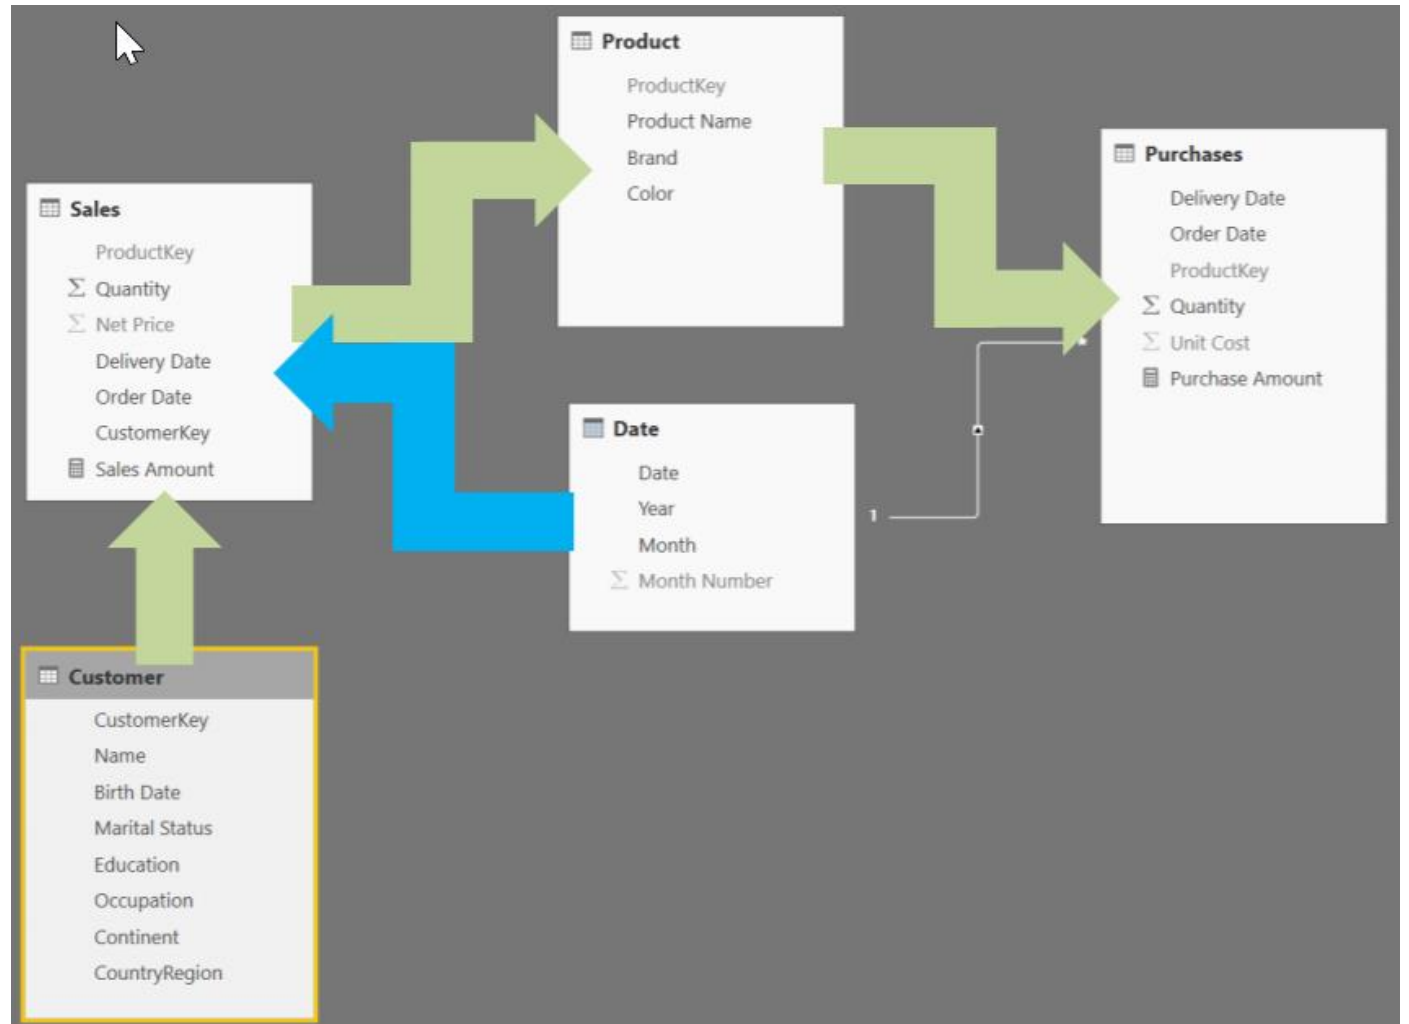 Product
ProductKey
Product Name
Brand
Color
Purchases
Delivery Date
Order Date
ProductKey
Σ Quantity
Σ Unit Cost
Purchase Amount
Sales
ProductKey
Σ Quantity
Σ Net Price
Delivery Date
Order Date
CustomerKey
Sales Amount
Date
Date
Year
Month
Σ Month Number
1
*
Customer
CustomerKey
Name
Birth Date
Marital Status
Education
Occupation
Continent
CountryRegion